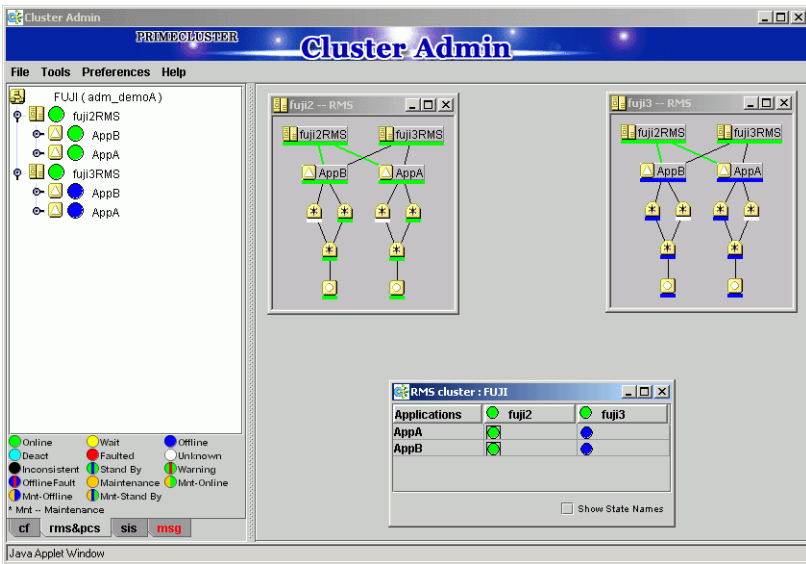 Cluster Admin
PRIMECLUSTER
Cluster Admin
File Tools Preferences Help
FUJI ( adm_demoA )
fuji2RMS
AppB
AppA
fuji3RMS
AppB
AppA
fuji2 -- RMS
fuji2RMS fuji3RMS
AppB AppA
fuji3 -- RMS
fuji2RMS fuji3RMS
AppB AppA
RMS cluster : FUJI
Applications fuji2 fuji3
AppA
AppB
Show State Names
Online Wait Offline
Deact Faulted Unknown
Inconsistent Stand By Warning
OfflineFault Maintenance Mnt-Online
Mnt-Offline Mnt-Stand By
* Mnt -- Maintenance
cf rms&pcs sis msg
Java Applet Window